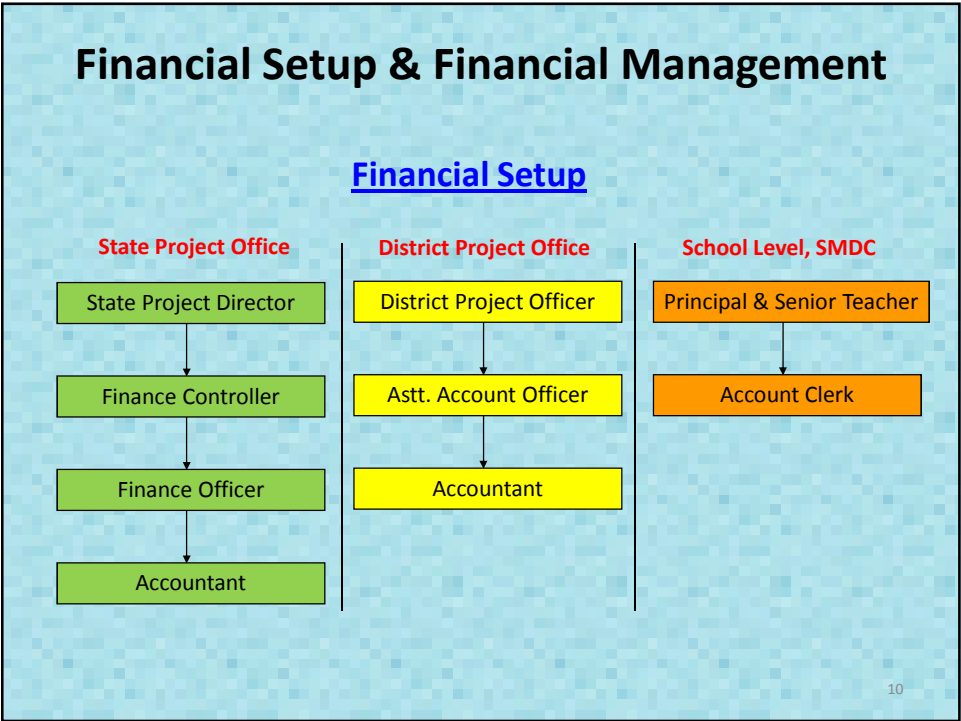 Financial Setup & Financial Management
Financial Setup
State Project Office
State Project Director
Finance Controller
Finance Officer
Accountant
District Project Office
District Project Officer
Astt. Account Officer
Accountant
School Level, SMDC
Principal & Senior Teacher
Account Clerk
10